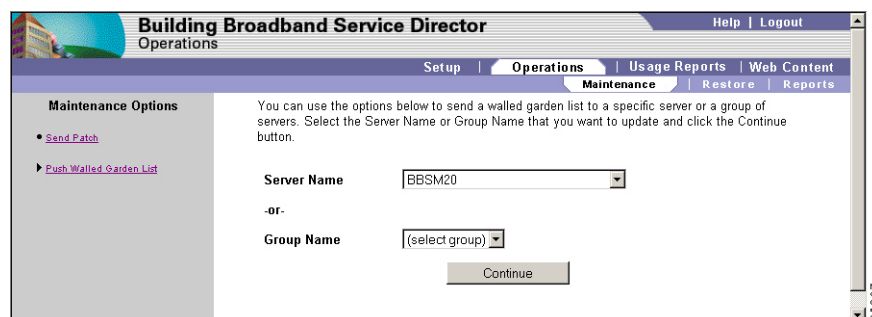 Building Broadband Service Director
Operations
Help | Logout
Setup | Operations | Usage Reports | Web Content
Maintenance | Restore | Reports
Maintenance Options
Send Patch
Push Walled Garden List
You can use the options below to send a walled garden list to a specific server or a group of
servers. Select the Server Name or Group Name that you want to update and click the Continue
button.
Server Name
BBSM20
-or-
Group Name
(select group)
Continue